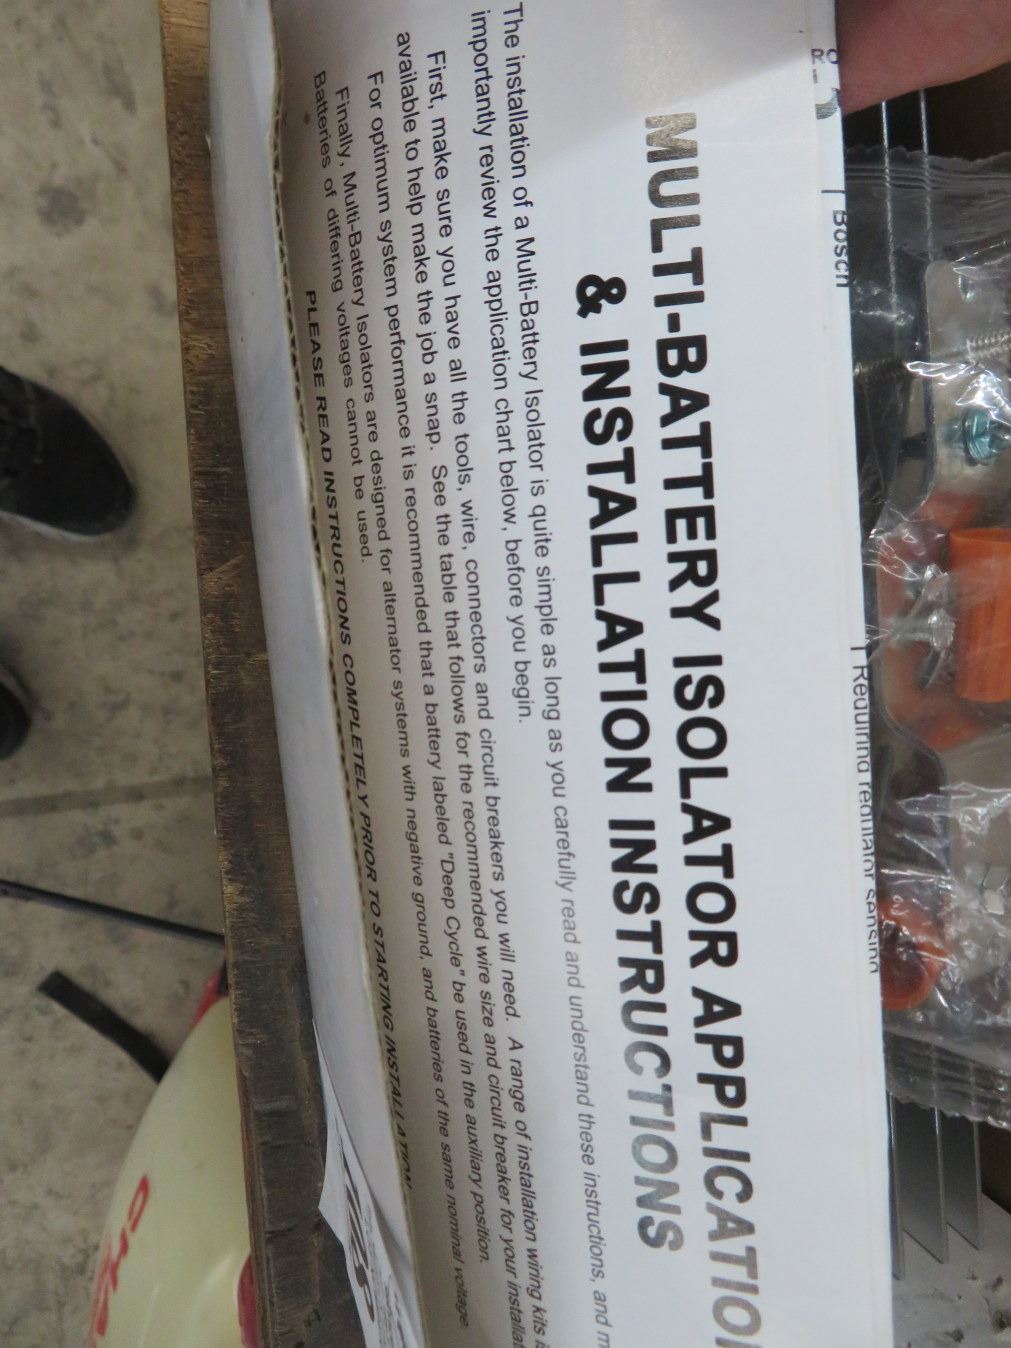 MULTI-BATTERY ISOLATOR APPLICATIO
& INSTALLATION INSTRUCTIONS
The installation of a Multi-Battery Isolator is quite simple as long as you carefully read and understand these instructions, and m
importantly review the application chart below, before you begin.
First, make sure you have all the tools, wire, connectors and circuit breakers you will need. A range of installation wiring kits is
available to help make the job a snap. See the table that follows for the recommended wire size and circuit breaker for your installat
For optimum system performance it is recommended that a battery labeled "Deep Cycle" be used in the auxiliary position.
Finally, Multi-Battery Isolators are designed for alternator systems with negative ground, and batteries of the same nominal voltage.
Batteries of differing voltages cannot be used.
PLEASE READ INSTRUCTIONS COMPLETELY PRIOR TO STARTING INSTALLATION
Bosch
Requiring regulator sensing